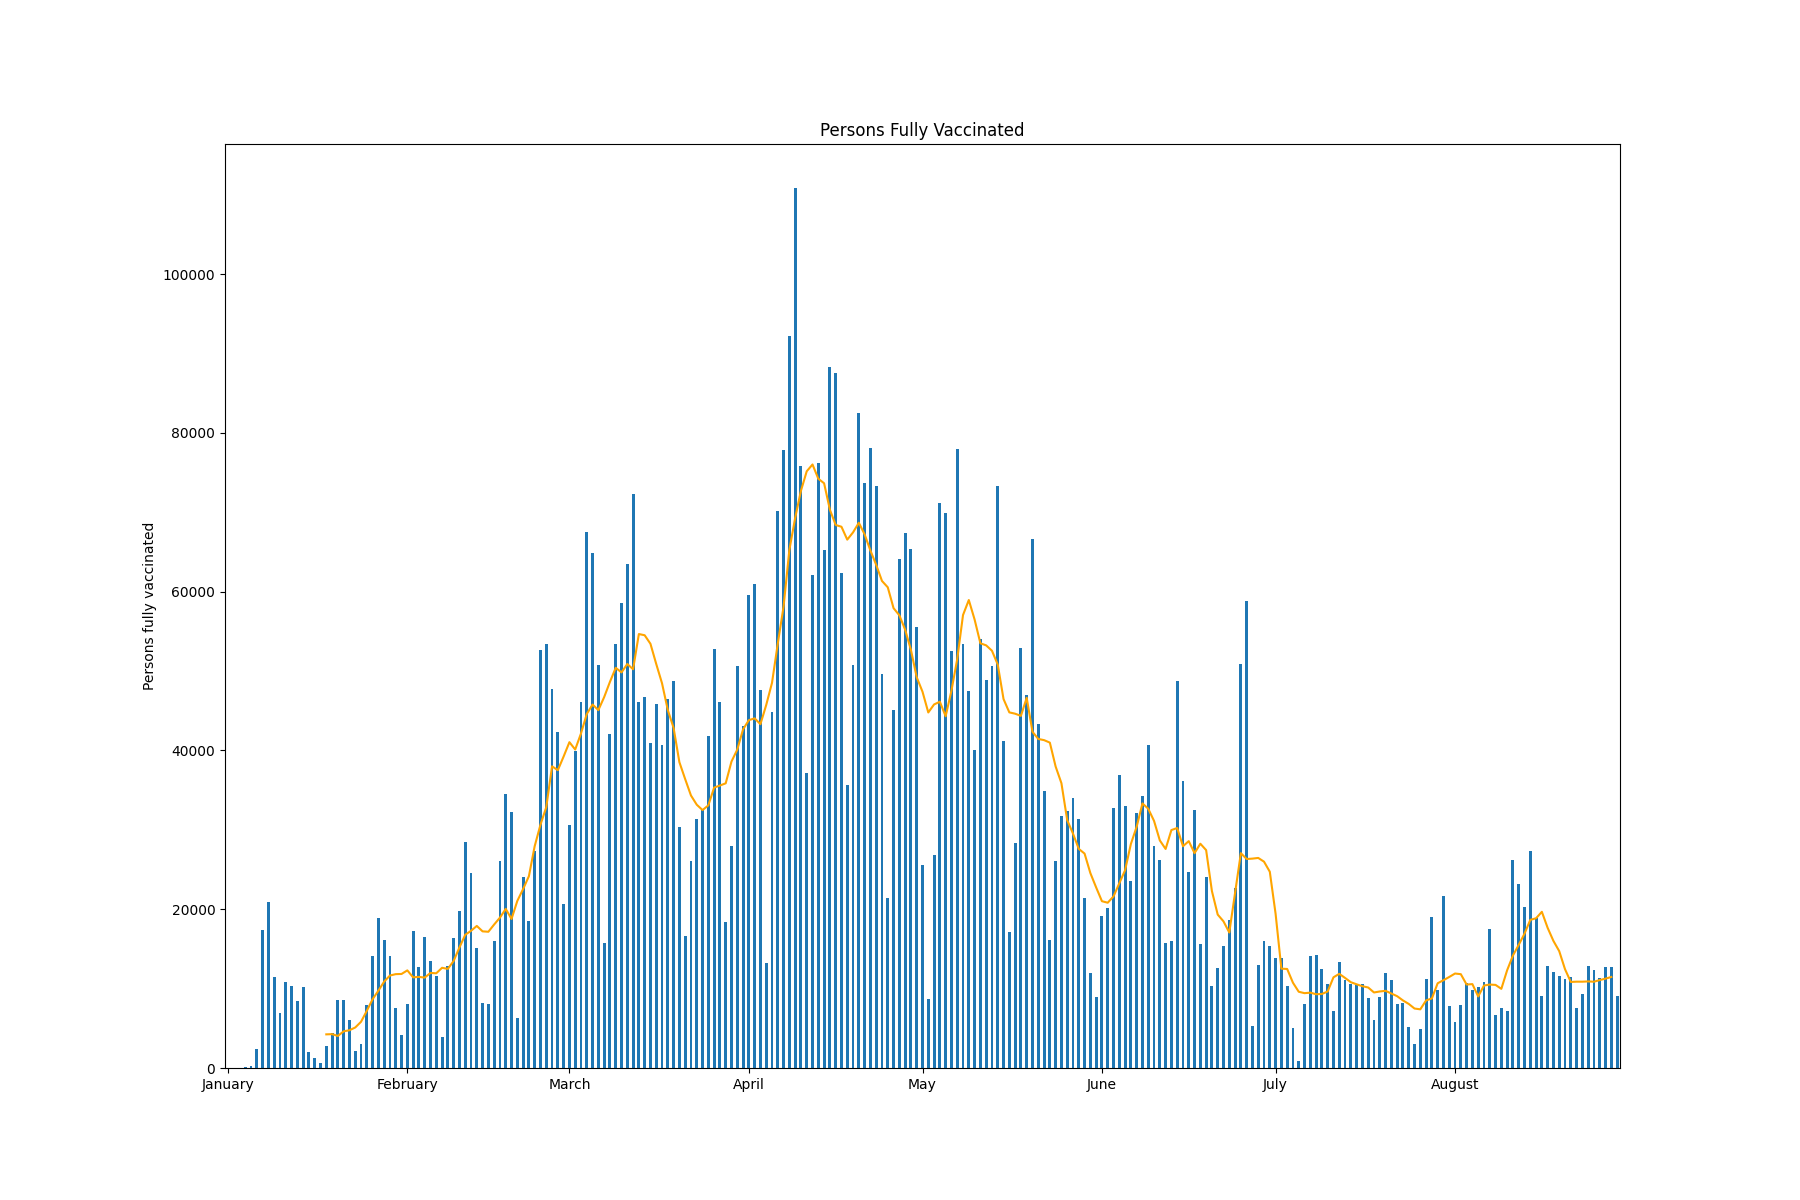 Persons Fully Vaccinated
Persons fully vaccinated
100000
80000
60000
40000
20000
0
January February March April May June July August